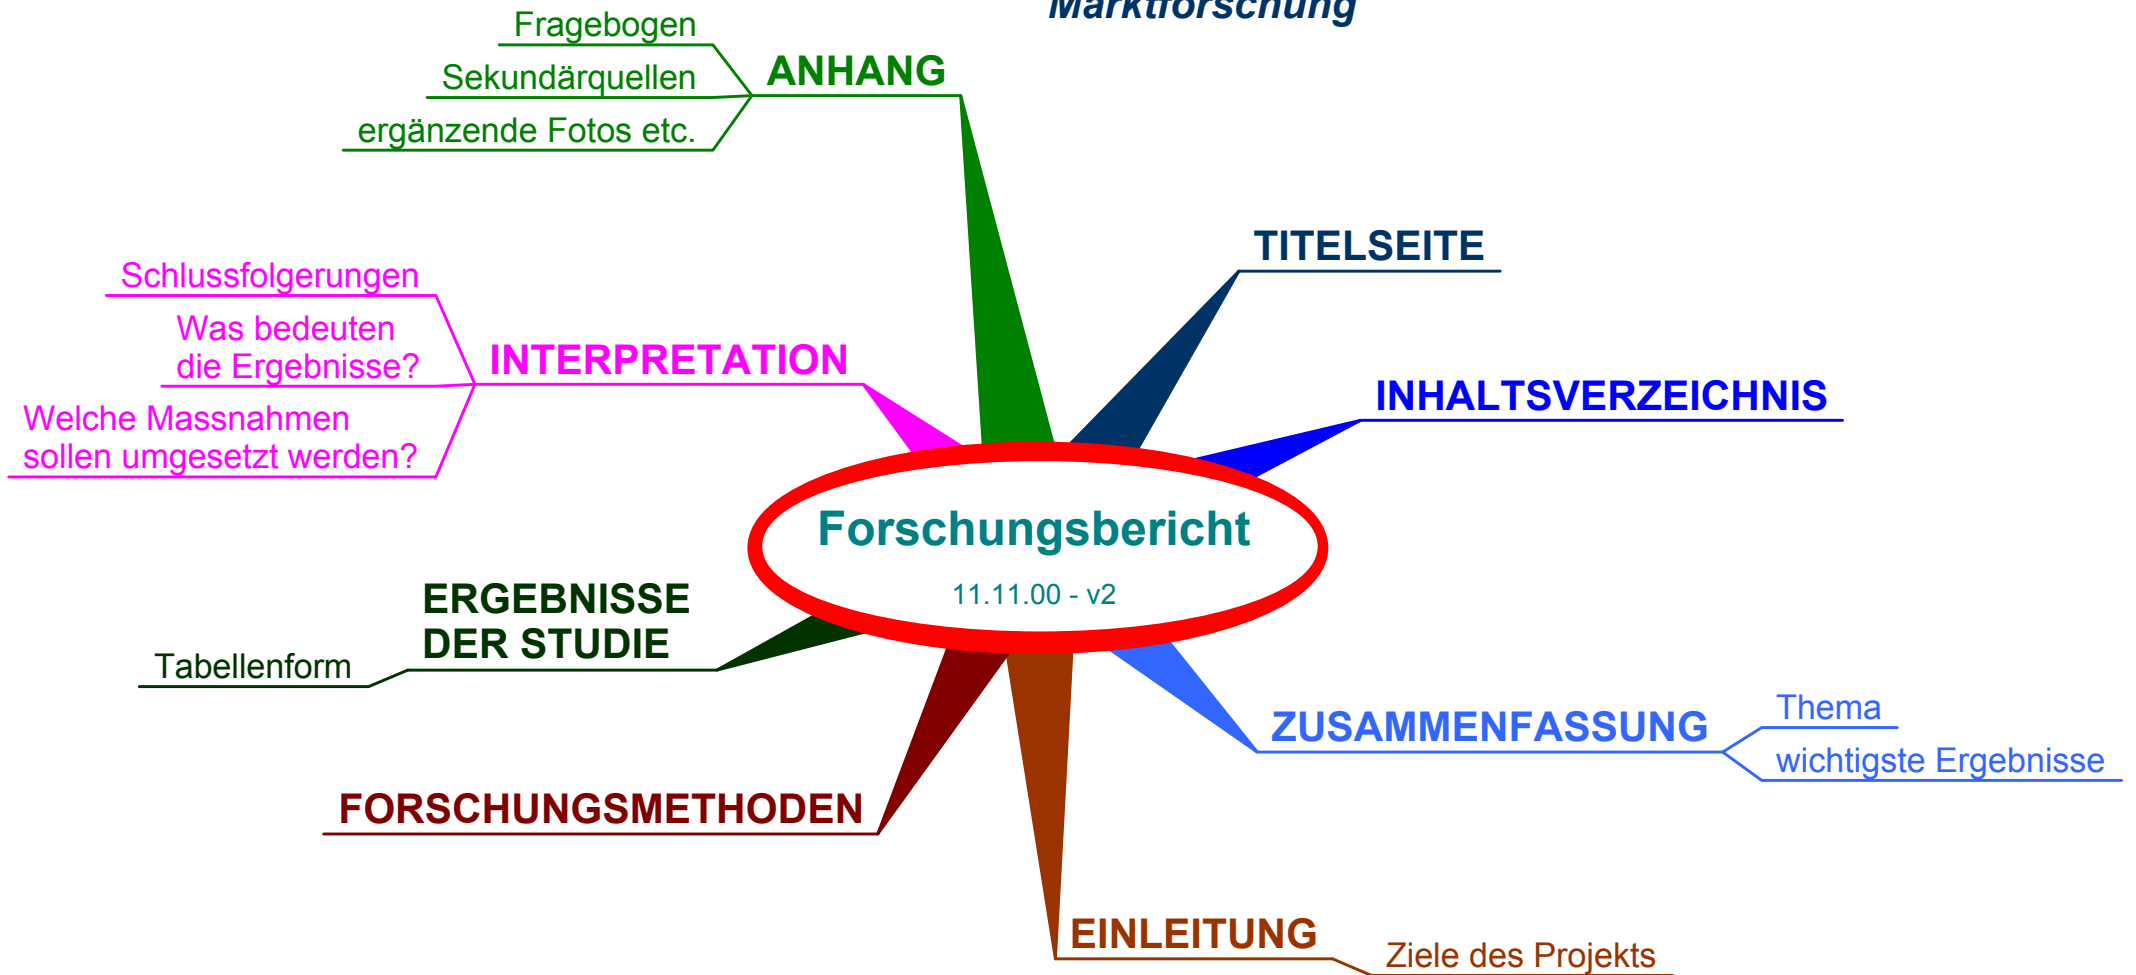 Marktforschung
Fragebogen
Sekundärquellen
ergänzende Fotos etc.
ANHANG
TITELSEITE
INHALTSVERZEICHNIS
Schlussfolgerungen
Was bedeuten
die Ergebnisse?
Welche Massnahmen
sollen umgesetzt werden?
INTERPRETATION
Forschungsbericht
11.11.00 - v2
ERGEBNISSE
DER STUDIE
Tabellenform
ZUSAMMENFASSUNG
Thema
wichtigste Ergebnisse
FORSCHUNGSMETHODEN
EINLEITUNG
Ziele des Projekts